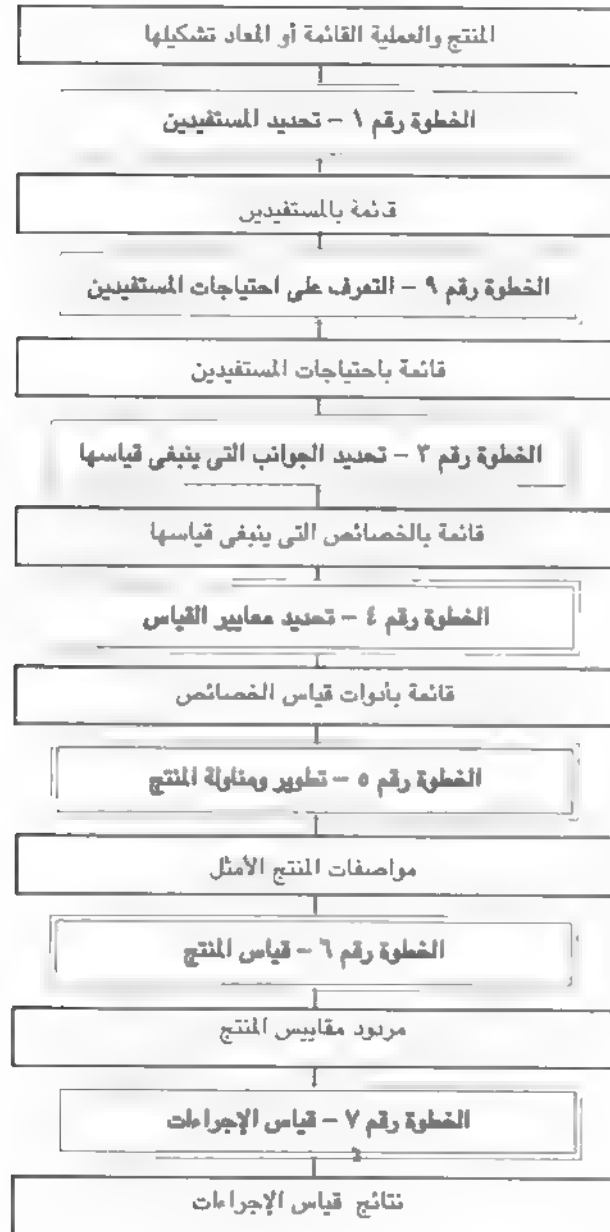 المنتج والعملية القائمة أو المعاد تشكيلها
الخطوة رقم ١ – تحديد المستفيدين
قائمة بالمستفيدين
الخطوة رقم ٩ – التعرف على احتياجات المستفيدين
قائمة باحتياجات المستفيدين
الخطوة رقم ٣ – تحديد الجوانب التى ينبغى قياسها
قائمة بالخصائص التى ينبغى قياسها
الخطوة رقم ٤ – تحديد معايير القياس
قائمة بأدوات قياس الخصائص
الخطوة رقم ٥ – تطوير ومناولة المنتج
مواصفات المنتج الأمثل
الخطوة رقم ٦ – قياس المنتج
مردود مقاييس المنتج
الخطوة رقم ٧ – قياس الإجراءات
نتائج قياس الإجراءات